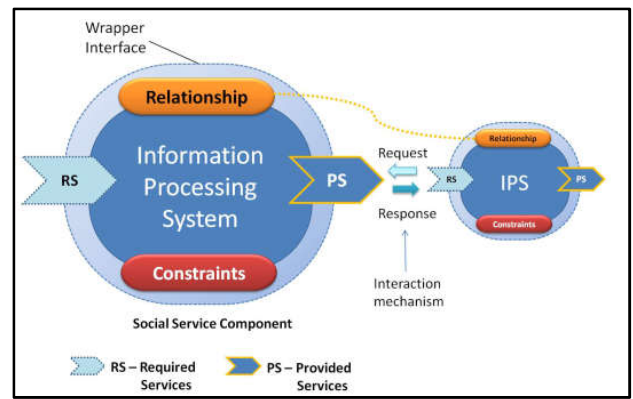 Wrapper
Interface
Relationship
Information
Processing
System
RS
PS
Constraints
Social Service Component
Request
Response
Interaction
mechanism
Relationship
RS
IPS
PS
Constraints
RS – Required
Services
PS – Provided
Services